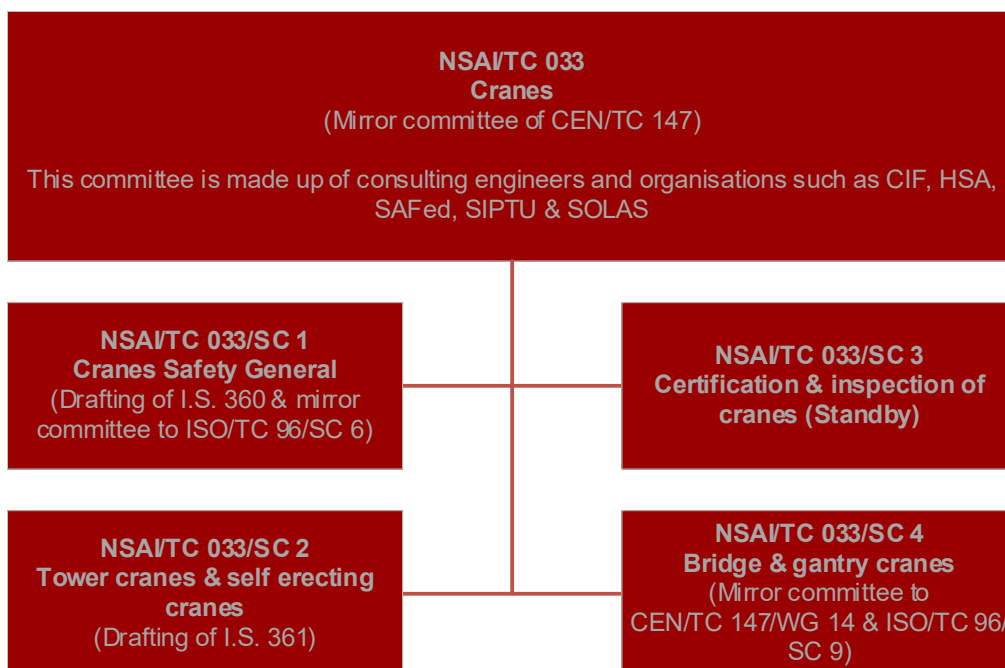 NSAI/TC 033
Cranes
(Mirror committee of CEN/TC 147)
This committee is made up of consulting engineers and organisations such as CIF, HSA,
SAFed, SIPTU & SOLAS
NSAI/TC 033/SC 1
Cranes Safety General
(Drafting of I.S. 360 & mirror
committee to ISO/TC 96/SC 6)
NSAI/TC 033/SC 3
Certification & inspection of
cranes (Standby)
NSAI/TC 033/SC 2
Tower cranes & self erecting
cranes
(Drafting of I.S. 361)
NSAI/TC 033/SC 4
Bridge & gantry cranes
(Mirror committee to
CEN/TC 147/WG 14 & ISO/TC 96/
SC 9)